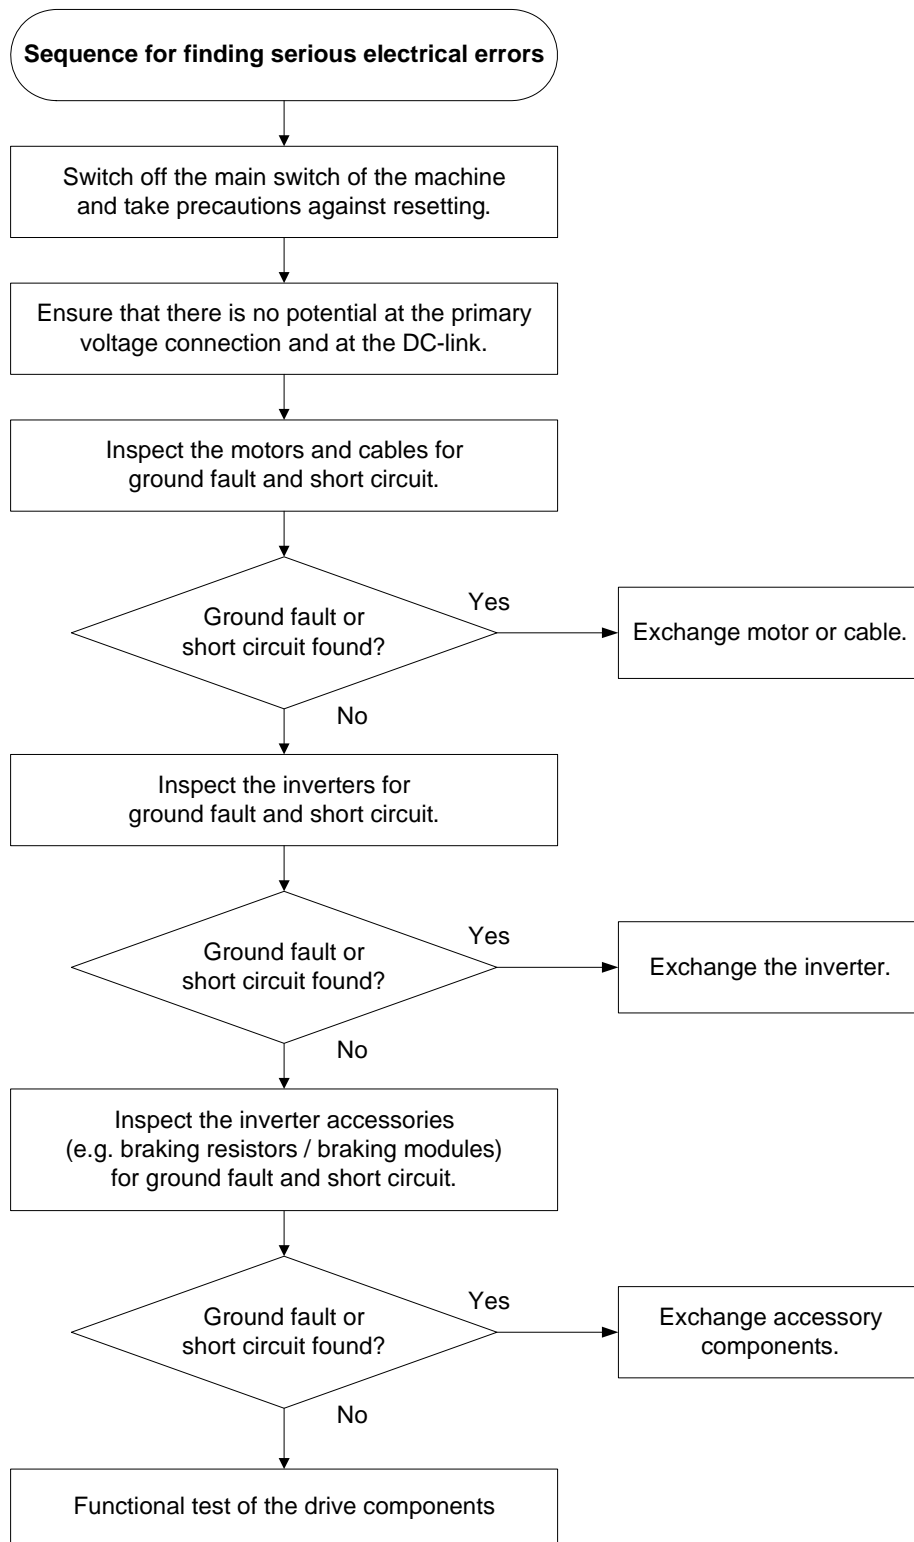 Sequence for finding serious electrical errors
Switch off the main switch of the machine
and take precautions against resetting.
Ensure that there is no potential at the primary
voltage connection and at the DC-link.
Inspect the motors and cables for
ground fault and short circuit.
Ground fault or
short circuit found?
Yes
Exchange motor or cable.
No
Inspect the inverters for
ground fault and short circuit.
Ground fault or
short circuit found?
Yes
Exchange the inverter.
No
Inspect the inverter accessories
(e.g. braking resistors / braking modules)
for ground fault and short circuit.
Ground fault or
short circuit found?
Yes
Exchange accessory
components.
No
Functional test of the drive components